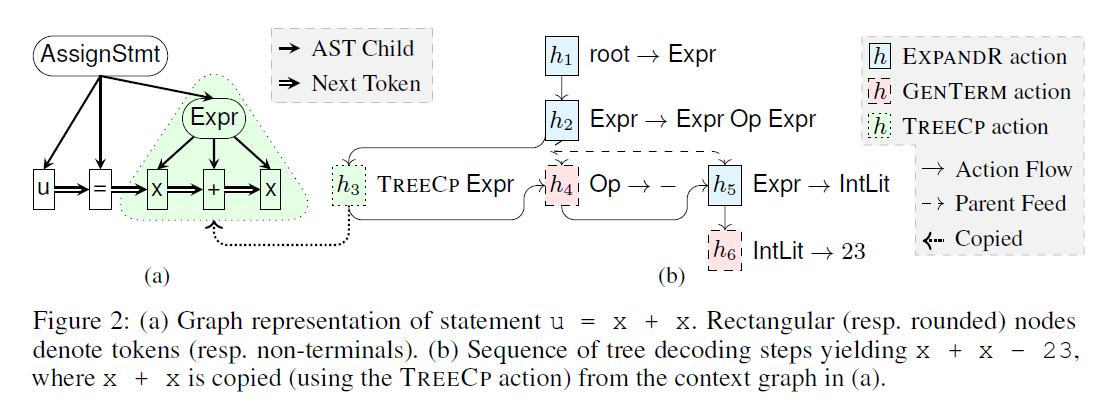 AssignStmt
Expr
u
=
x
+
x
AST Child
Next Token
(a)
h1 root → Expr
h2 Expr → Expr Op Expr
h3 TREECP Expr
h4 Op → −
h5 Expr → IntLit
h6 IntLit → 23
(b)
h EXPANDR action
h GENTERM action
h TREECP action
Action Flow
Parent Feed
Copied
Figure 2: (a) Graph representation of statement u = x + x. Rectangular (resp. rounded) nodes
denote tokens (resp. non-terminals). (b) Sequence of tree decoding steps yielding x + x - 23,
where x + x is copied (using the TREECP action) from the context graph in (a).